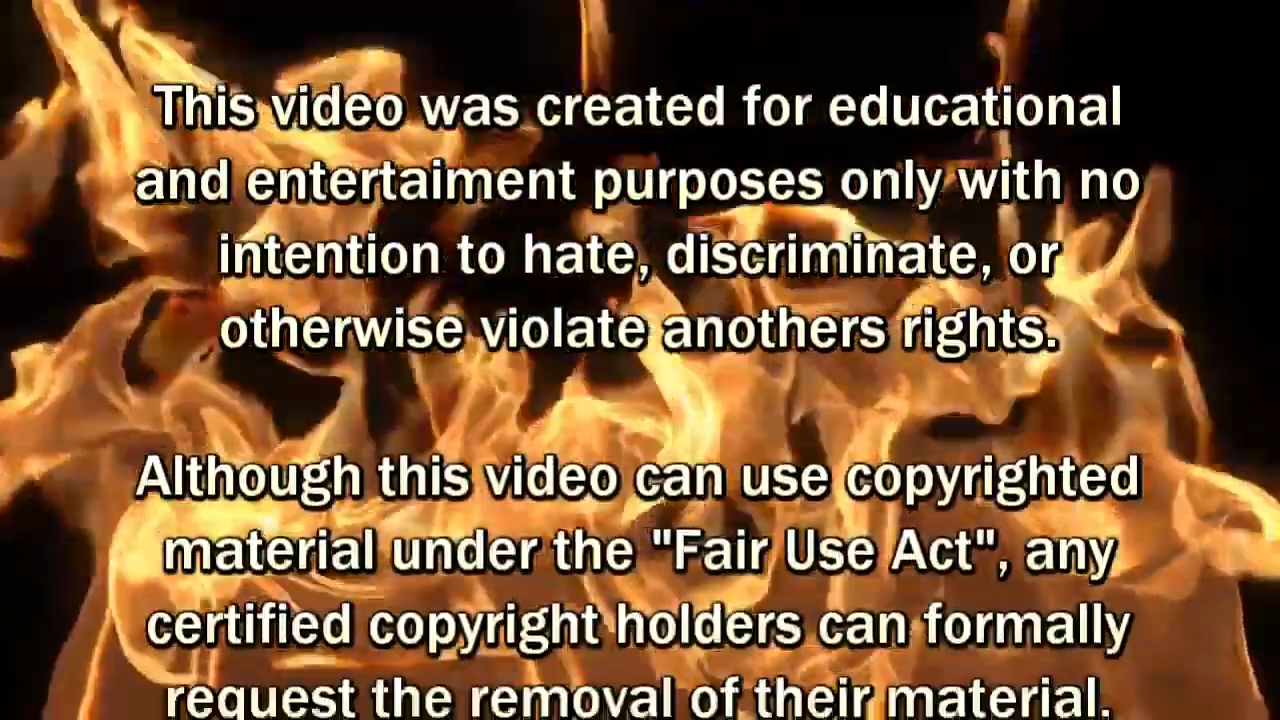 This video was created for educational
and entertaiment purposes only with no
intention to hate, discriminate, or
otherwise violate anothers rights.
Although this video can use copyrighted
material under the "Fair Use Act", any
certified copyright holders can formally
request the removal of their material.